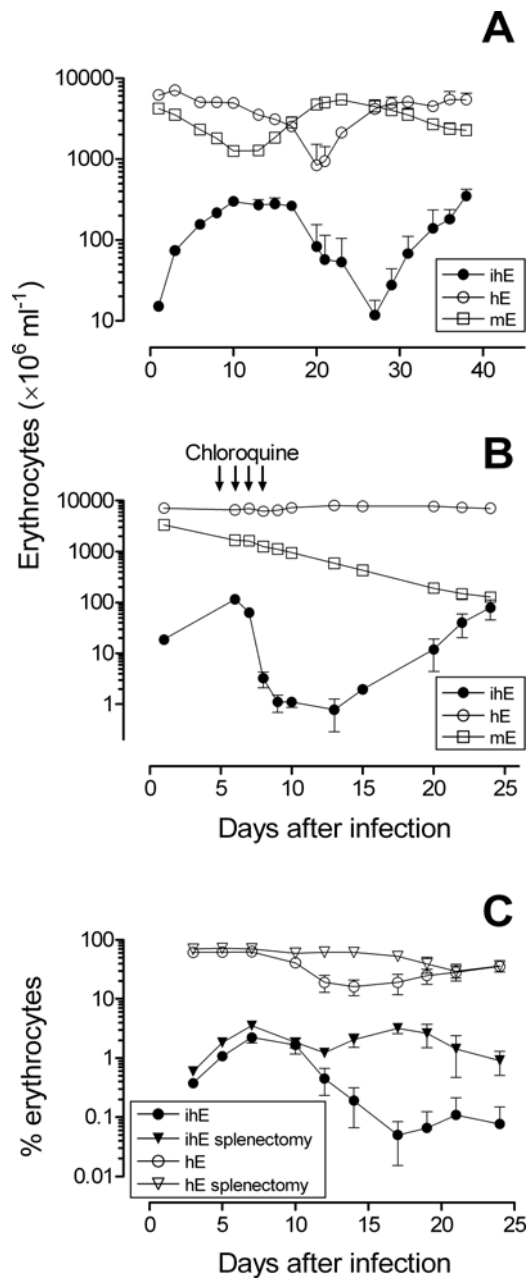 A
Erythrocytes (×10⁶ ml⁻¹)
10000
1000
100
10
ihE
hE
mE
0 10 20 30 40
B
Chloroquine
10000
1000
100
10
1
ihE
hE
mE
0 5 10 15 20 25
Days after infection
C
% erythrocytes
100
10
1
0.1
0.01
ihE
ihE splenectomy
hE
hE splenectomy
0 5 10 15 20 25
Days after infection